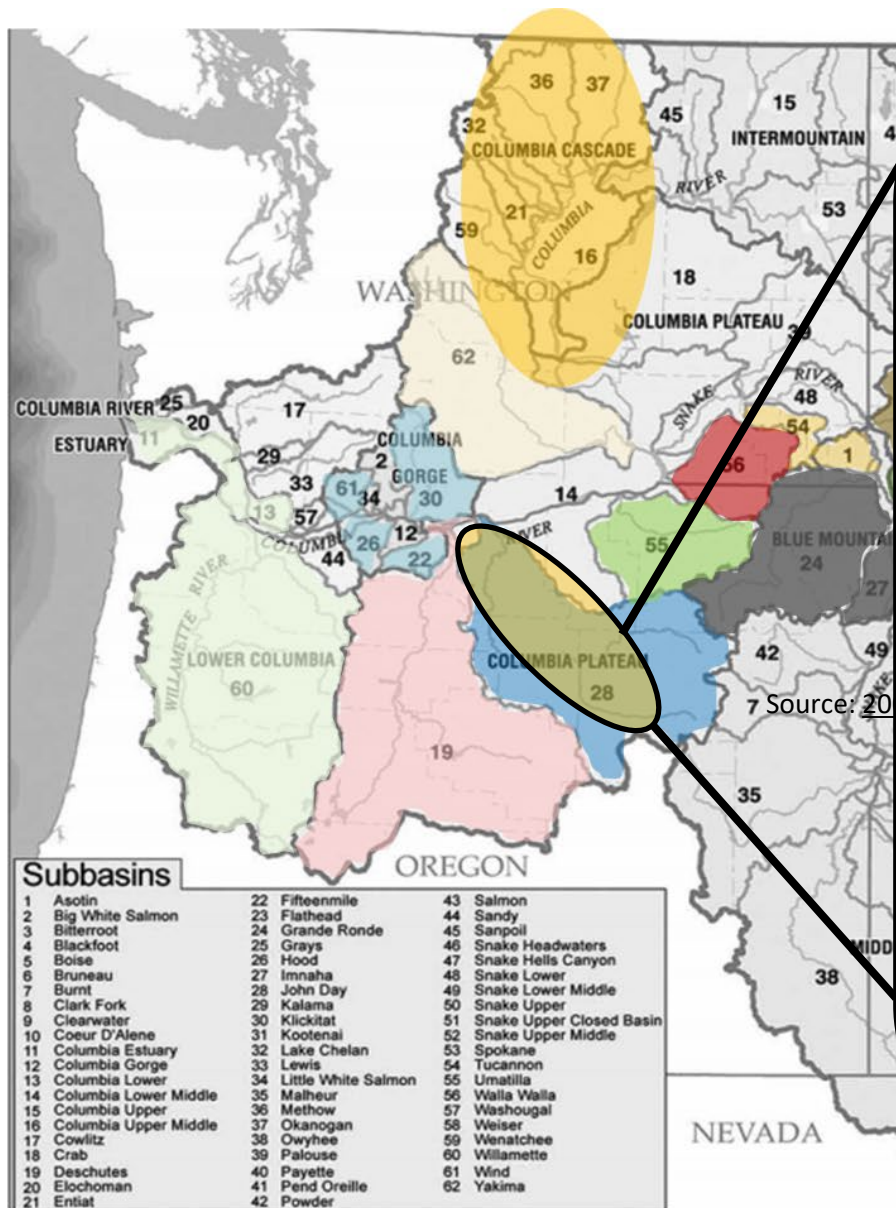 36
37
45
15
4
32
COLUMBIA CASCADE
INTERMOUNTAIN
RIVER
21
59
COLUMBIA
53
16
18
WASHINGTON
COLUMBIA PLATEAU
39
62
RIVER
48
SNAKE
COLUMBIA RIVER
25
20
17
ESTUARY
11
COLUMBIA
54
1
29
2
GORGE
56
33
61
34
30
14
13
57
COLUMBIA
26
12
RIVER
44
22
55
BLUE MOUNTAI
24
27
WILLAMETTE RIVER
LOWER COLUMBIA
60
COLUMBIA PLATEAU
28
42
49
7
Source: 20
19
35
OREGON
MIDD
38
NEVADA
Subbasins
1 Asotin
2 Big White Salmon
3 Bitterroot
4 Blackfoot
5 Boise
6 Bruneau
7 Burnt
8 Clark Fork
9 Clearwater
10 Coeur D'Alene
11 Columbia Estuary
12 Columbia Gorge
13 Columbia Lower
14 Columbia Lower Middle
15 Columbia Upper
16 Columbia Upper Middle
17 Cowlitz
18 Crab
19 Deschutes
20 Elochoman
21 Entiat
22 Fifteenmile
23 Flathead
24 Grande Ronde
25 Grays
26 Hood
27 Imnaha
28 John Day
29 Kalama
30 Klickitat
31 Kootenai
32 Lake Chelan
33 Lewis
34 Little White Salmon
35 Malheur
36 Methow
37 Okanogan
38 Owyhee
39 Palouse
40 Payette
41 Pend Oreille
42 Powder
43 Salmon
44 Sandy
45 Sanpoil
46 Snake Headwaters
47 Snake Hells Canyon
48 Snake Lower
49 Snake Lower Middle
50 Snake Upper
51 Snake Upper Closed Basin
52 Snake Upper Middle
53 Spokane
54 Tucannon
55 Umatilla
56 Walla Walla
57 Washougal
58 Weiser
59 Wenatchee
60 Willamette
61 Wind
62 Yakima